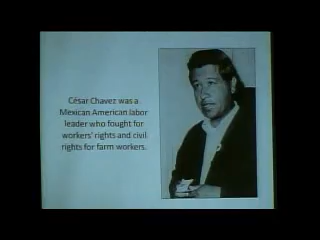 César Chavez was a
Mexican American labor
leader who fought for
workers' rights and civil
rights for farm workers.